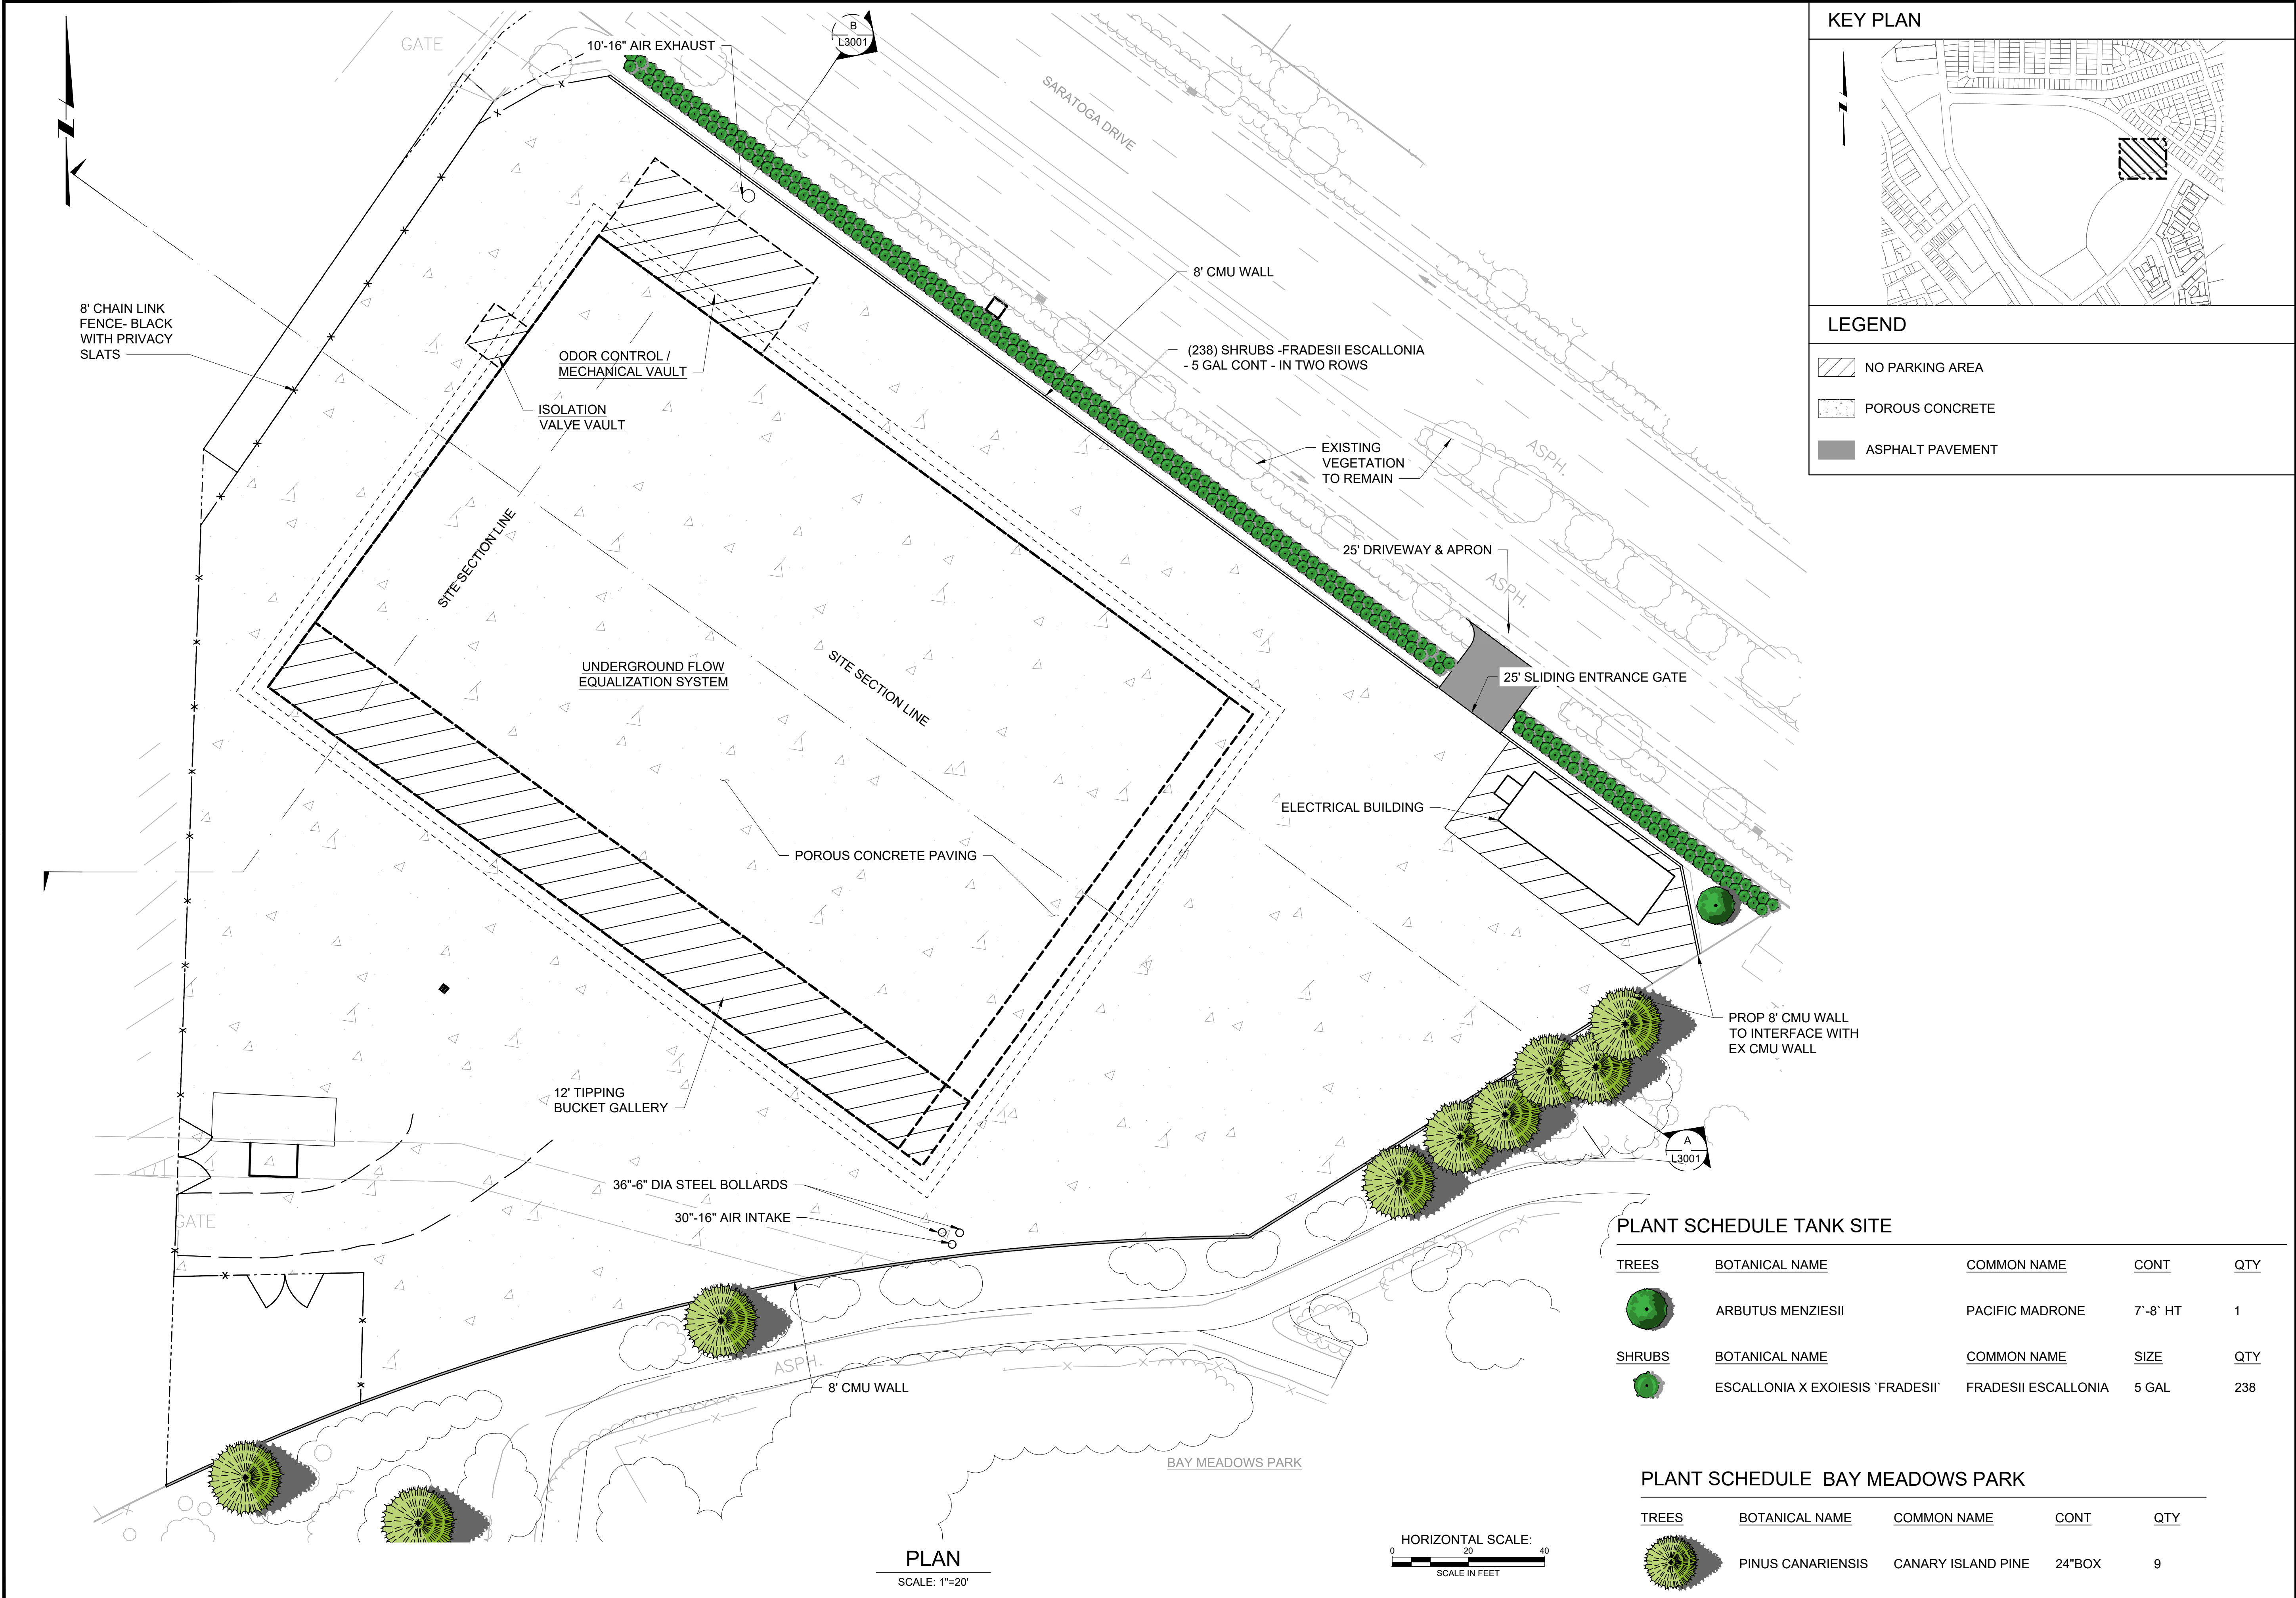 GATE
10'-16" AIR EXHAUST
B
L3001
SARATOGA DRIVE
8' CMU WALL
8' CHAIN LINK
FENCE- BLACK
WITH PRIVACY
SLATS
ODOR CONTROL /
MECHANICAL VAULT
(238) SHRUBS -FRADESII ESCALLONIA
- 5 GAL CONT - IN TWO ROWS
ISOLATION
VALVE VAULT
EXISTING
VEGETATION
TO REMAIN
ASPH.
25' DRIVEWAY & APRON
ASPH.
SITE SECTION LINE
UNDERGROUND FLOW
EQUALIZATION SYSTEM
SITE SECTION LINE
25' SLIDING ENTRANCE GATE
ELECTRICAL BUILDING
POROUS CONCRETE PAVING
PROP 8' CMU WALL
TO INTERFACE WITH
EX CMU WALL
12' TIPPING
BUCKET GALLERY
A
L3001
36"-6" DIA STEEL BOLLARDS
30"-16" AIR INTAKE
GATE
ASPH.
8' CMU WALL
BAY MEADOWS PARK
PLAN
SCALE: 1"=20'
HORIZONTAL SCALE:
0 20 40
SCALE IN FEET
KEY PLAN
LEGEND
NO PARKING AREA
POROUS CONCRETE
ASPHALT PAVEMENT
PLANT SCHEDULE TANK SITE
TREES BOTANICAL NAME COMMON NAME CONT QTY
ARBUTUS MENZIESII PACIFIC MADRONE 7`-8` HT 1
SHRUBS BOTANICAL NAME COMMON NAME SIZE QTY
ESCALLONIA X EXOIESIS `FRADESII` FRADESII ESCALLONIA 5 GAL 238
PLANT SCHEDULE BAY MEADOWS PARK
TREES BOTANICAL NAME COMMON NAME CONT QTY
PINUS CANARIENSIS CANARY ISLAND PINE 24"BOX 9